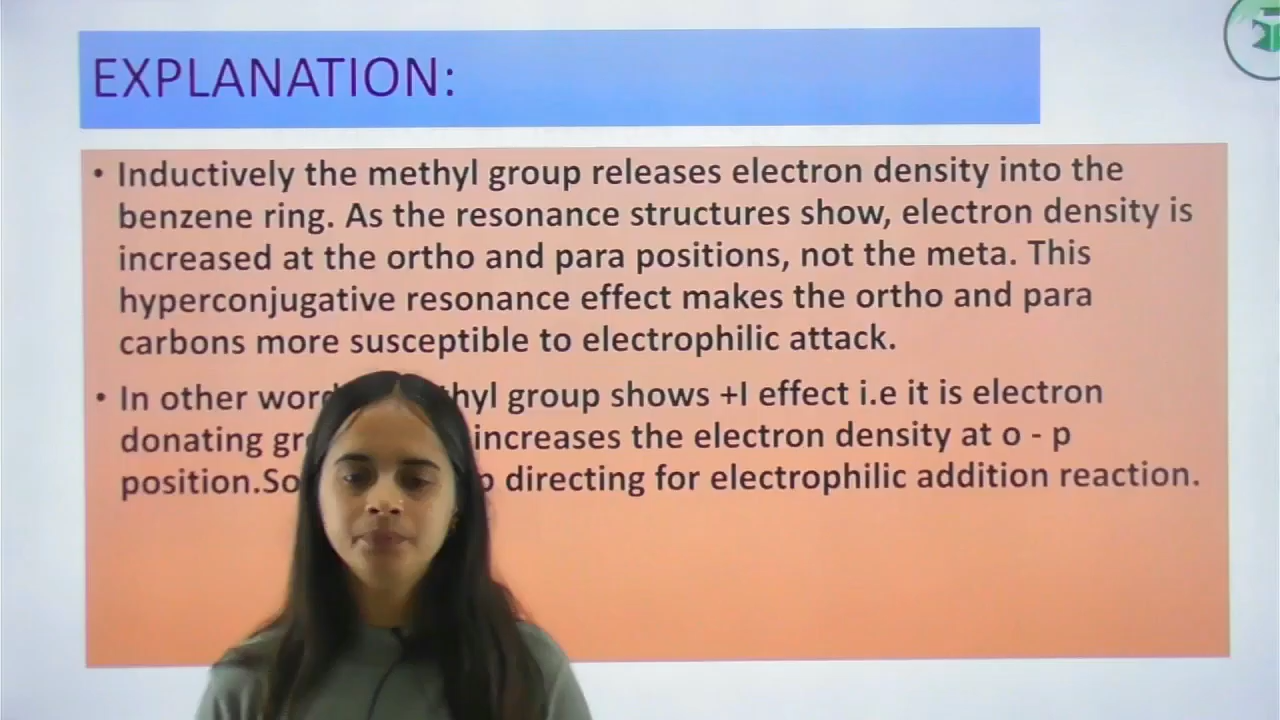 EXPLANATION:
• Inductively the methyl group releases electron density into the
benzene ring. As the resonance structures show, electron density is
increased at the ortho and para positions, not the meta. This
hyperconjugative resonance effect makes the ortho and para
carbons more susceptible to electrophilic attack.
• In other hyl group shows +I effect i.e it is electron
donating increases the electron density at o - p
position.So directing for electrophilic addition reaction.